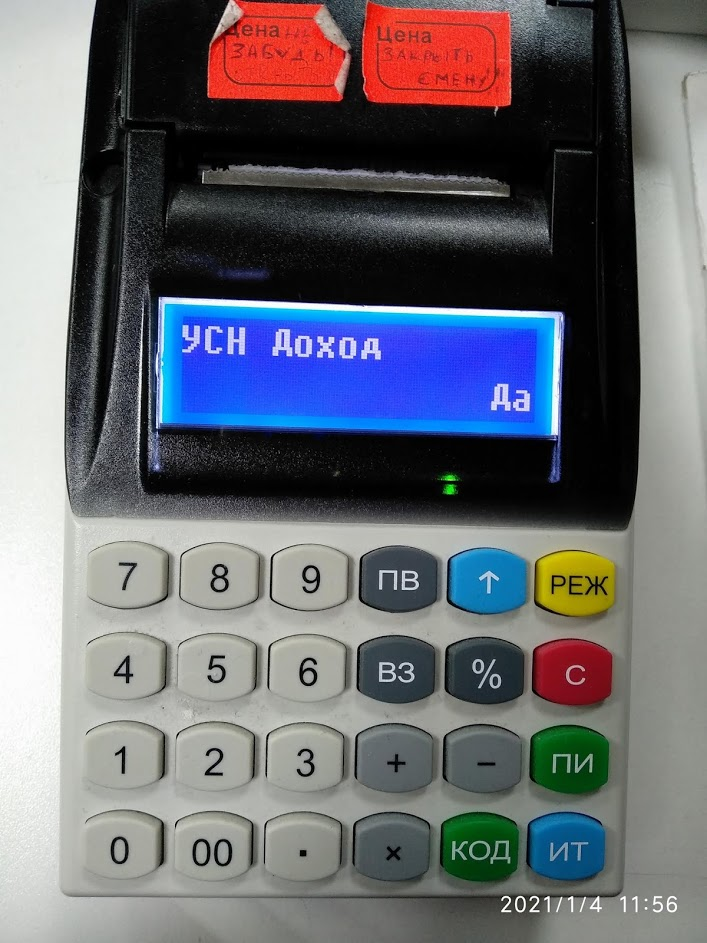 Цена не
ЗАБУДЬ!
Цена
ЗАКРЫТЬ
СМЕНУ!!
УСН Доход
Да
7 8 9 ПВ ↑ РЕЖ
4 5 6 ВЗ % С
1 2 3 + − ПИ
0 00 . × КОД ИТ
2021/1/4 11:56